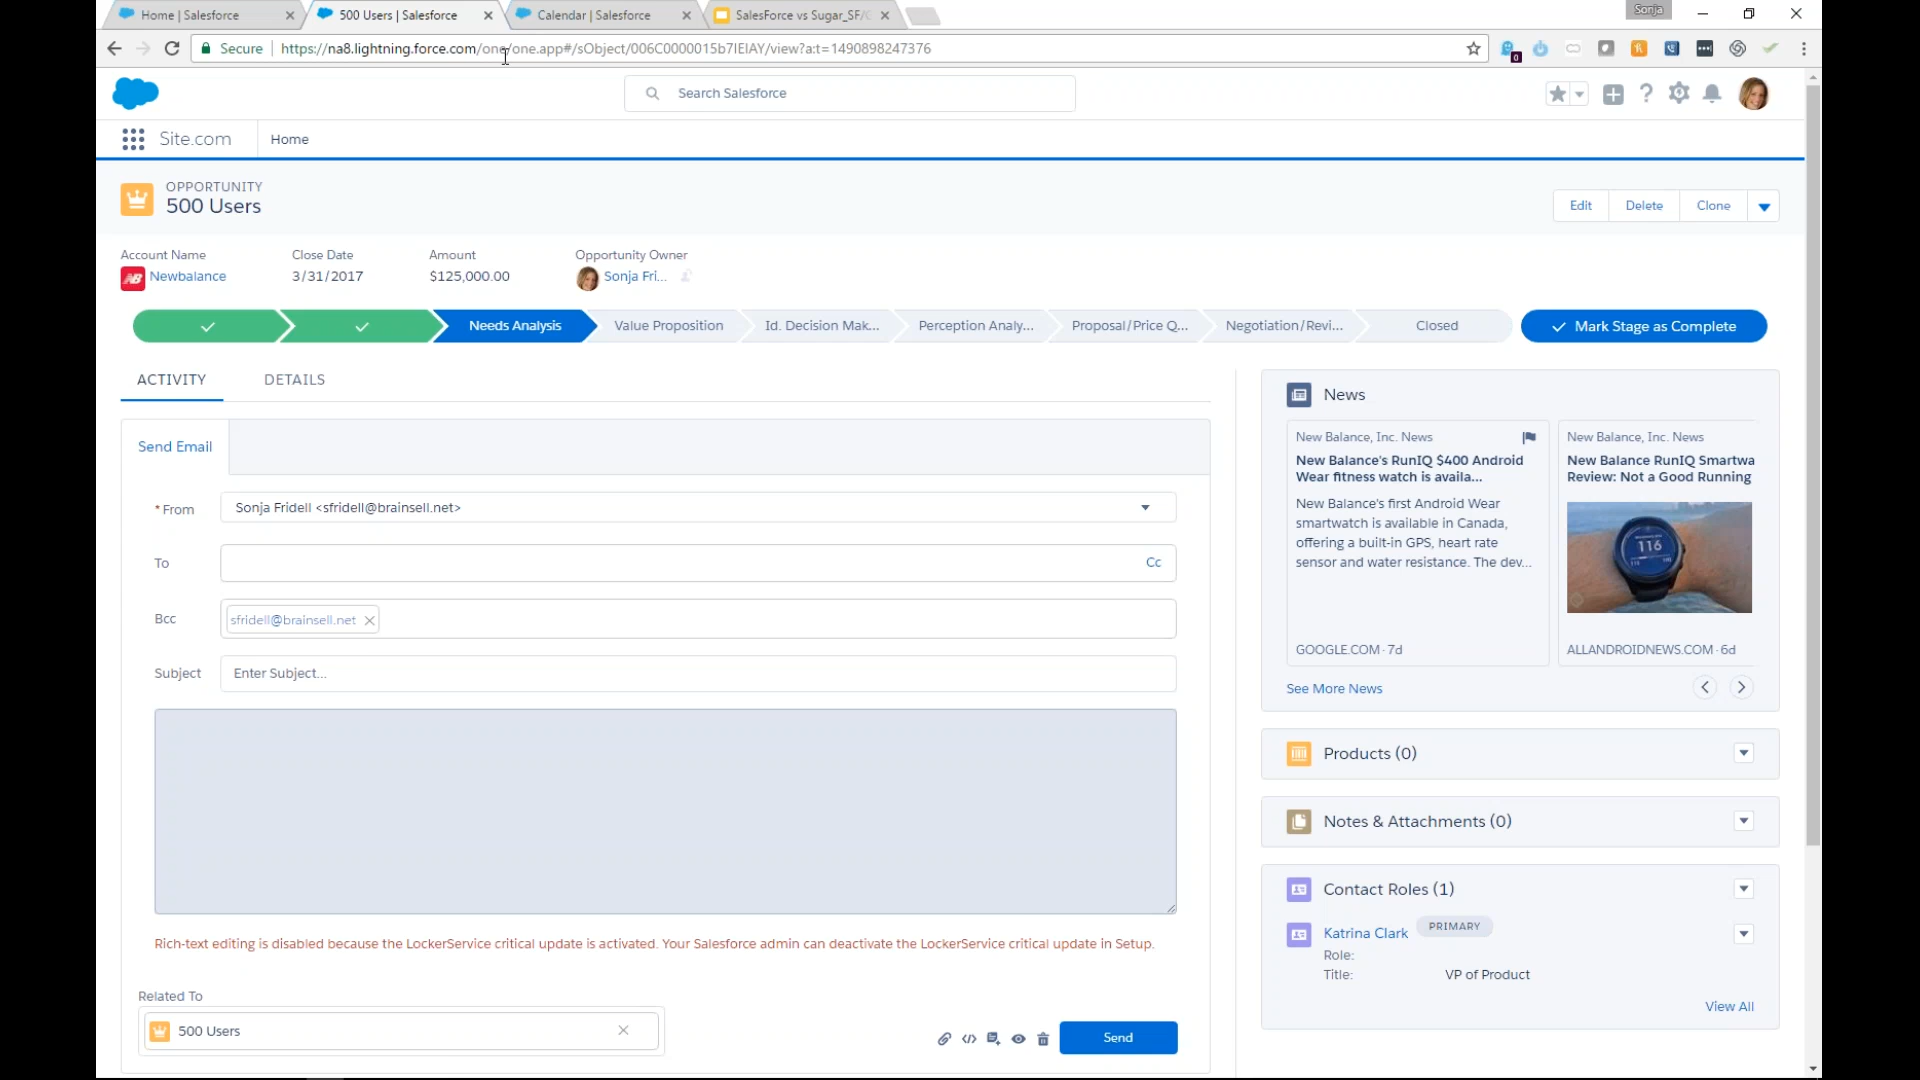 Home | Salesforce
500 Users | Salesforce
Calendar | Salesforce
SalesForce vs Sugar_SF/
Sonja
Secure
https://na8.lightning.force.com/one/one.app#/sObject/006C0000015b7IEIAY/view?a:t=1490898247376
0
Search Salesforce
Site.com
Home
OPPORTUNITY
500 Users
Edit
Delete
Clone
Account Name
Close Date
Amount
Opportunity Owner
NB
Newbalance
3/31/2017
$125,000.00
Sonja Fri...
Needs Analysis
Value Proposition
Id. Decision Mak...
Perception Analy...
Proposal/Price Q...
Negotiation/Revi...
Closed
Mark Stage as Complete
ACTIVITY
DETAILS
Send Email
* From
Sonja Fridell <sfridell@brainsell.net>
To
Cc
Bcc
sfridell@brainsell.net
Subject
Enter Subject...
Rich-text editing is disabled because the LockerService critical update is activated. Your Salesforce admin can deactivate the LockerService critical update in Setup.
Related To
500 Users
Send
News
New Balance, Inc. News
New Balance's RunIQ $400 Android
Wear fitness watch is availa...
New Balance's first Android Wear
smartwatch is available in Canada,
offering a built-in GPS, heart rate
sensor and water resistance. The dev...
GOOGLE.COM · 7d
New Balance, Inc. News
New Balance RunIQ Smartwa
Review: Not a Good Running
116
ALLANDROIDNEWS.COM · 6d
See More News
Products (0)
Notes & Attachments (0)
Contact Roles (1)
Katrina Clark
PRIMARY
Role:
Title:
VP of Product
View All